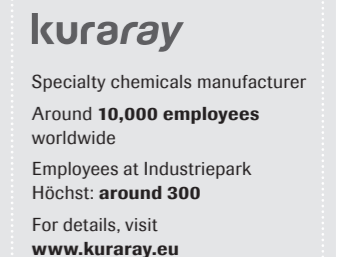 kuraray
Specialty chemicals manufacturer
Around 10,000 employees
worldwide
Employees at Industriepark
Höchst: around 300
For details, visit
www.kuraray.eu